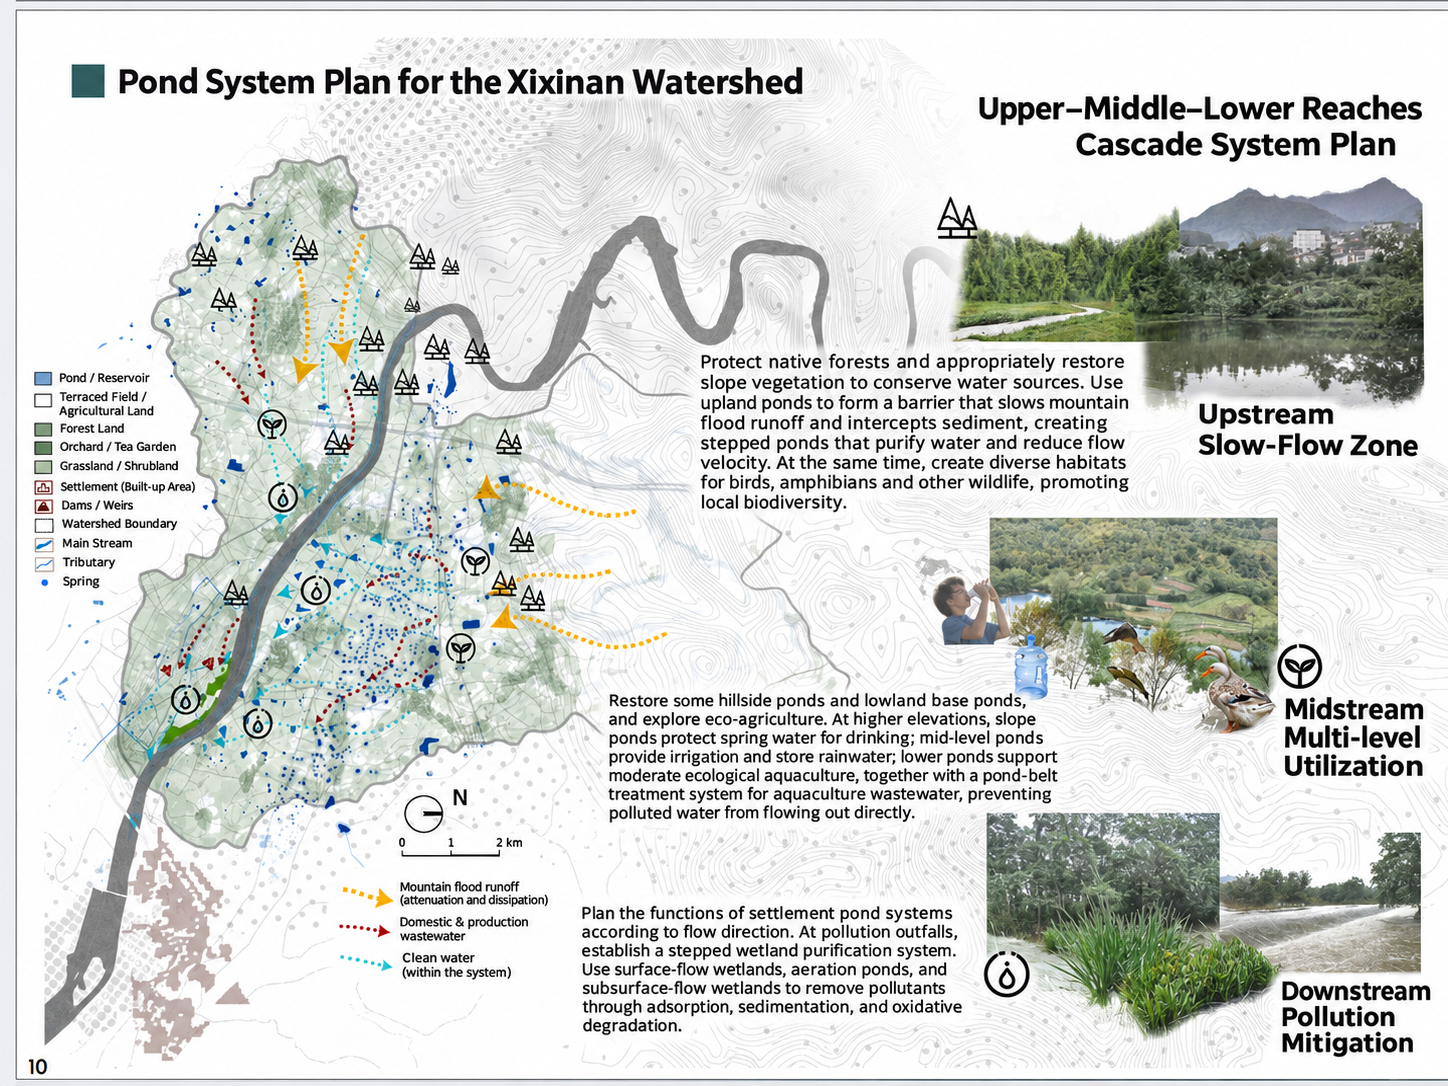 Pond System Plan for the Xixinan Watershed
Upper–Middle–Lower Reaches
Cascade System Plan
Protect native forests and appropriately restore
slope vegetation to conserve water sources. Use
upland ponds to form a barrier that slows mountain
flood runoff and intercepts sediment, creating
stepped ponds that purify water and reduce flow
velocity. At the same time, create diverse habitats
for birds, amphibians and other wildlife, promoting
local biodiversity.
Upstream
Slow-Flow Zone
Pond / Reservoir
Terraced Field /
Agricultural Land
Forest Land
Orchard / Tea Garden
Grassland / Shrubland
Settlement (Built-up Area)
Dams / Weirs
Watershed Boundary
Main Stream
Tributary
Spring
Restore some hillside ponds and lowland base ponds,
and explore eco-agriculture. At higher elevations, slope
ponds protect spring water for drinking; mid-level ponds
provide irrigation and store rainwater; lower ponds support
moderate ecological aquaculture, together with a pond-belt
treatment system for aquaculture wastewater, preventing
polluted water from flowing out directly.
Midstream
Multi-level
Utilization
N
0 1 2 km
Mountain flood runoff
(attenuation and dissipation)
Domestic & production
wastewater
Clean water
(within the system)
Plan the functions of settlement pond systems
according to flow direction. At pollution outfalls,
establish a stepped wetland purification system.
Use surface-flow wetlands, aeration ponds, and
subsurface-flow wetlands to remove pollutants
through adsorption, sedimentation, and oxidative
degradation.
Downstream
Pollution
Mitigation
10